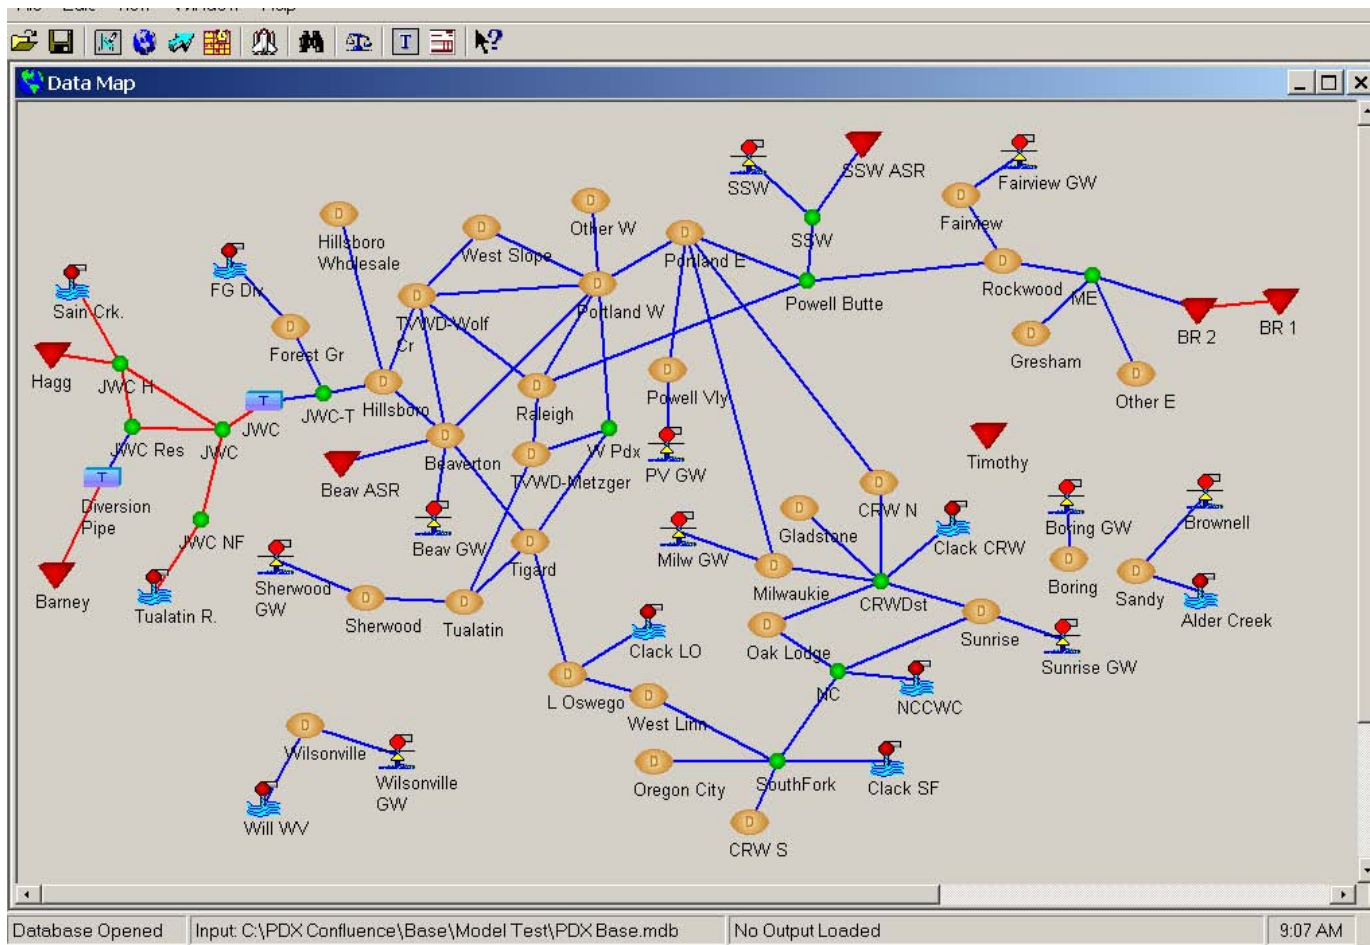 Data Map
SSW
SSW ASR
Fairview GW
Fairview
Other W
Hillsboro
Wholesale
West Slope
Portland E
SSW
FG Div
Sain Crk.
Rockwood
ME
Powell Butte
Portland W
TVWD-Wolf
Cr
BR 2
BR 1
Forest Gr
Gresham
Hagg
JWC H
JWC
JWC-T
Hillsboro
Raleigh
Powell Vly
Other E
JWC Res
JWC
Beaverton
W Pdx
Timothy
Beav ASR
TVWD-Metzger
PV GW
Diversion
Pipe
CRW N
Gladstone
Clack CRW
Boring GW
Brownell
JWC NF
Beav GW
Tigard
Milw GW
Milwaukie
CRWDst
Boring
Sandy
Barney
Tualatin R.
Sherwood
GW
Sherwood
Tualatin
Alder Creek
Clack LO
Oak Lodge
Sunrise
Sunrise GW
L Oswego
West Linn
NC
NCCWC
Wilsonville
Wilsonville
GW
Oregon City
SouthFork
Clack SF
Will WV
CRW S
Database Opened
Input: C:\PDX Confluence\Base\Model Test\PDX Base.mdb
No Output Loaded
9:07 AM